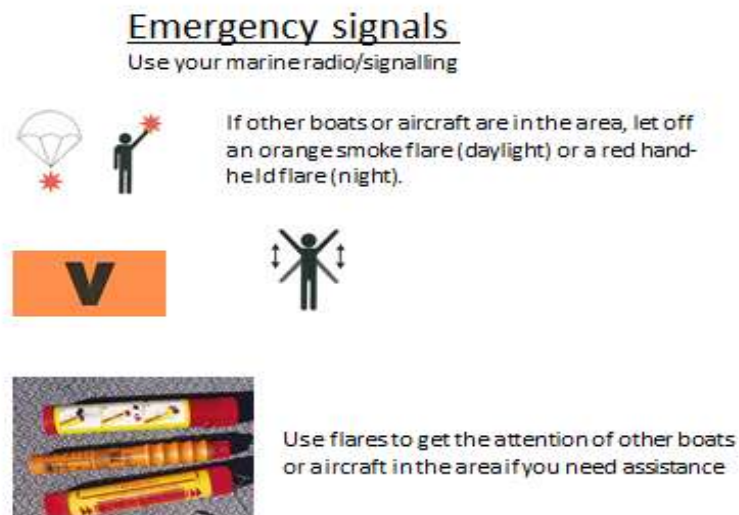 Emergency signals
Use your marine radio/signalling
If other boats or aircraft are in the area, let off
an orange smoke flare (daylight) or a red hand-
held flare (night).
V
Use flares to get the attention of other boats
or aircraft in the area if you need assistance